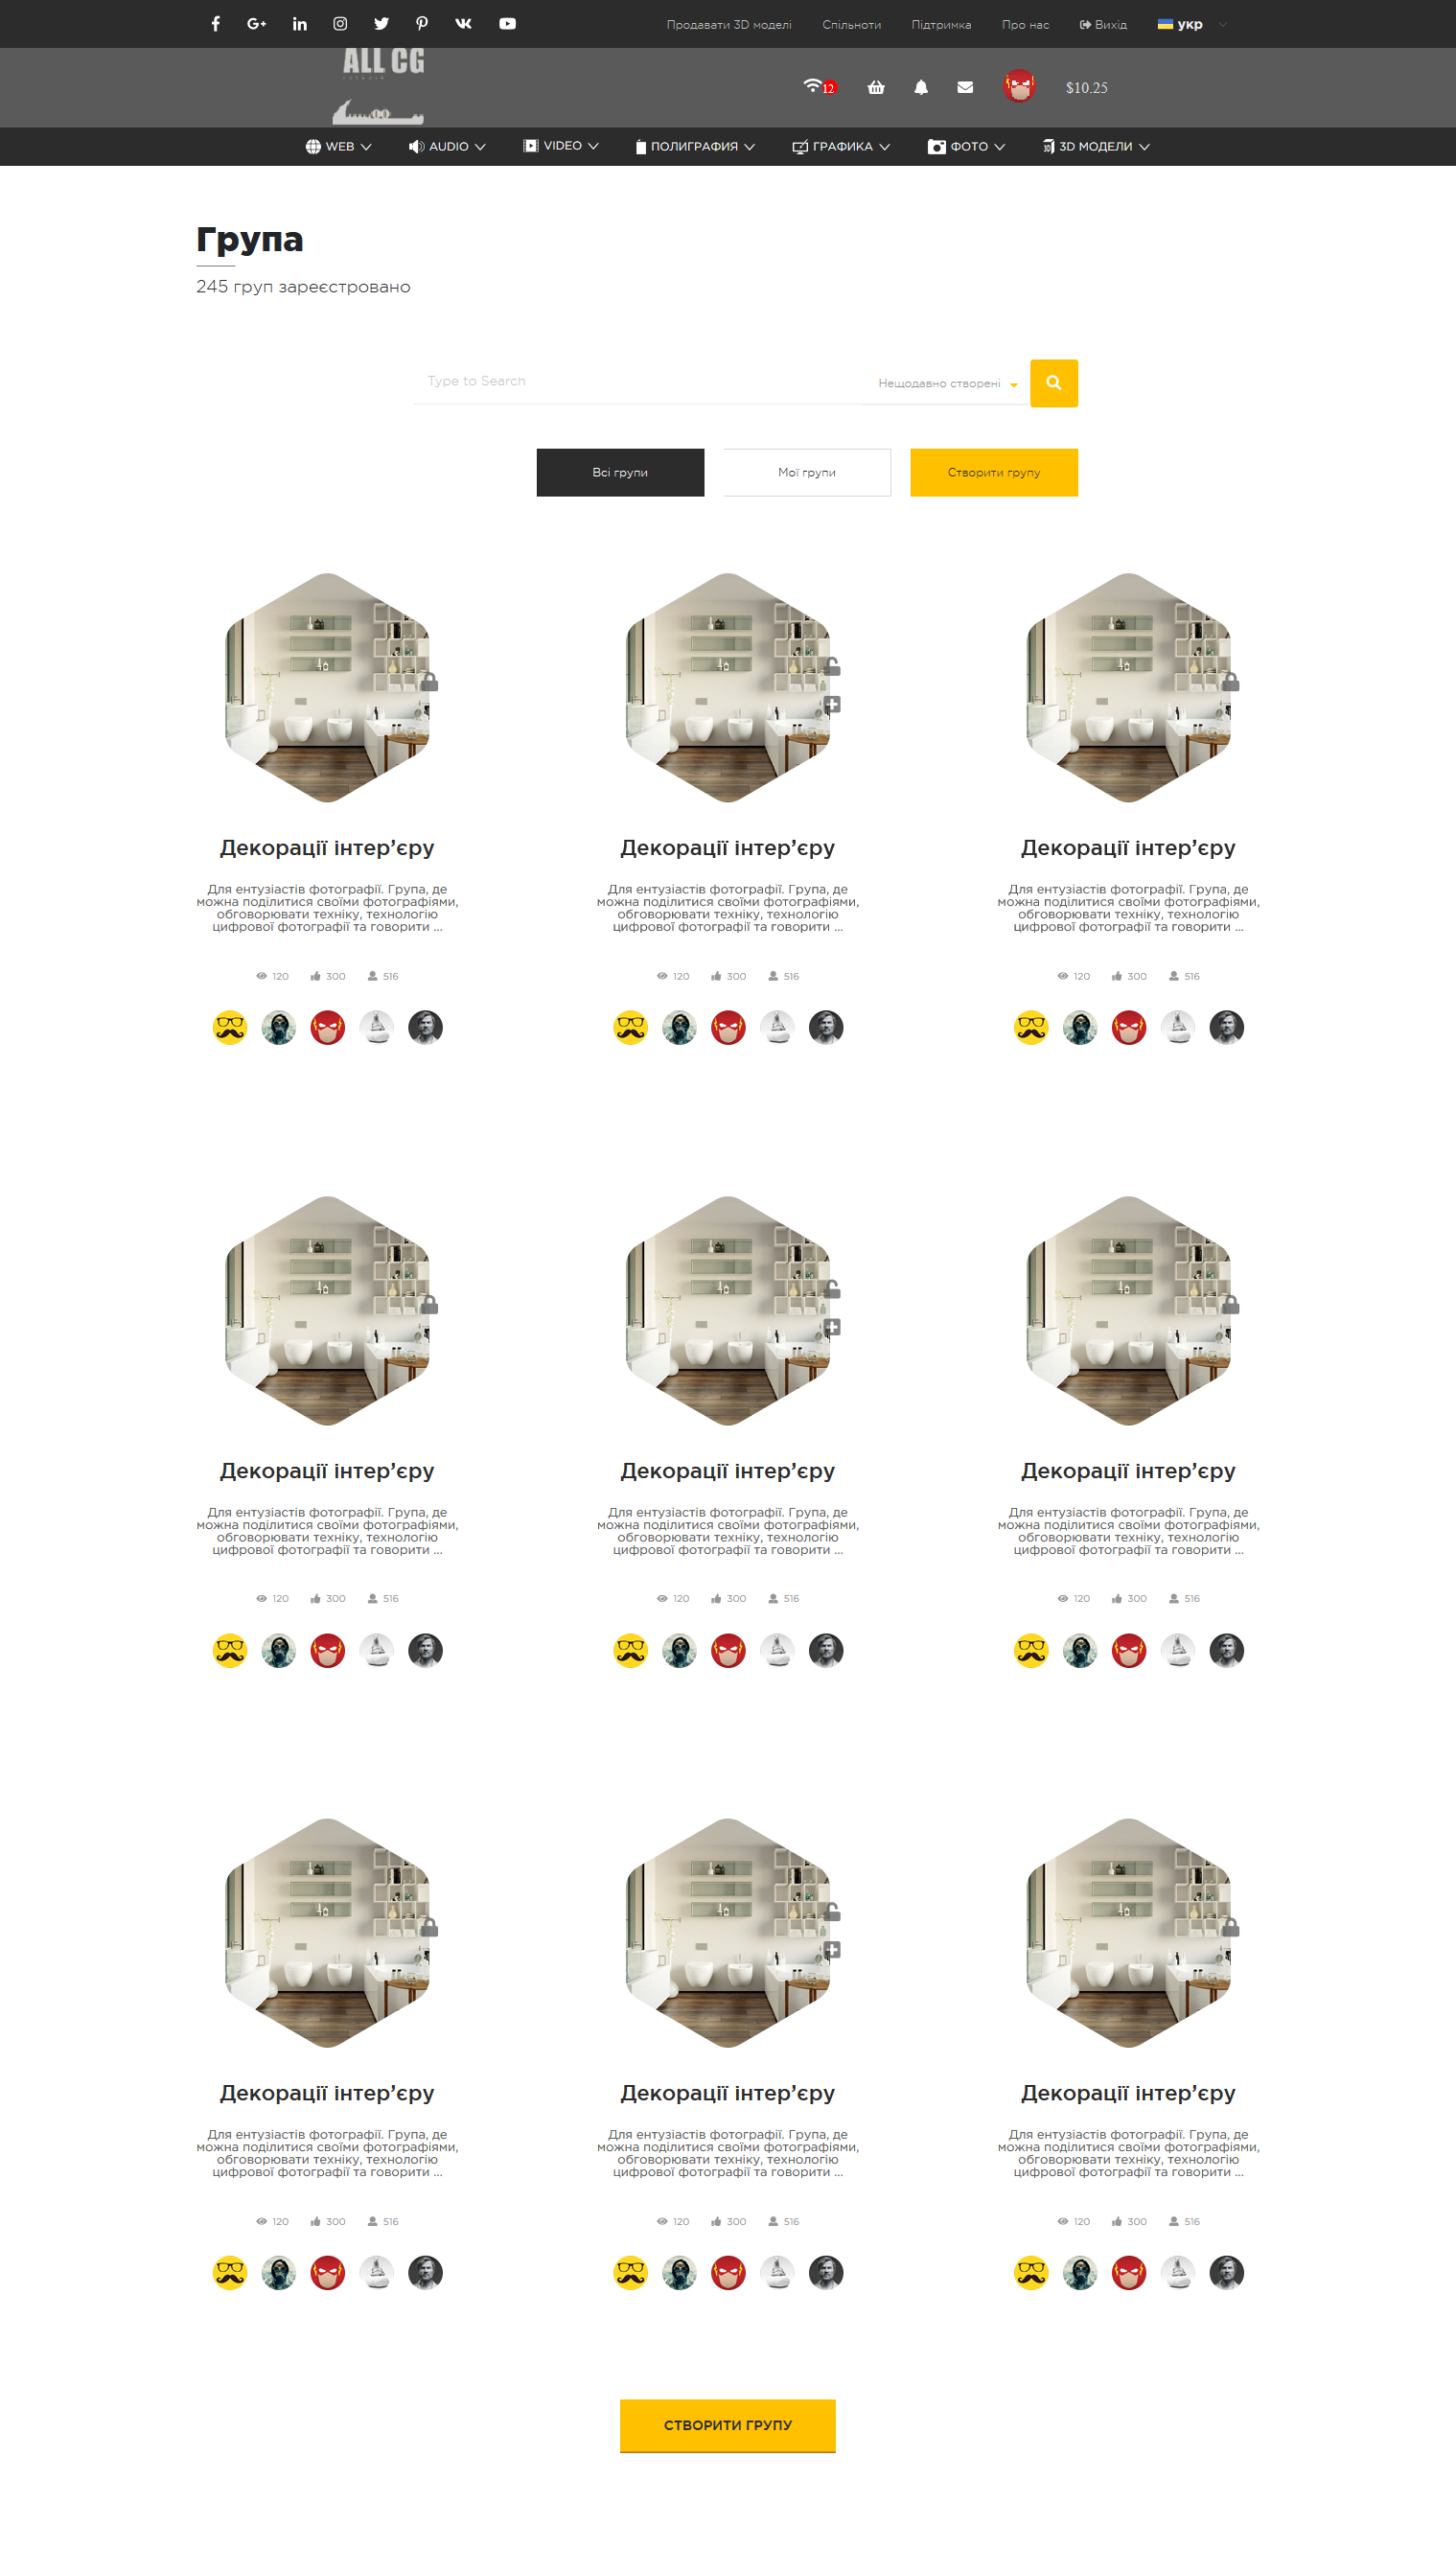 Продавати 3D моделі Спільноти Підтримка Про нас Вихід укр
ALL CG
12 $10.25
WEB AUDIO VIDEO ПОЛИГРАФИЯ ГРАФИКА ФОТО 3D МОДЕЛИ
Група
245 груп зареєстровано
Type to Search Нещодавно створені
Всі групи Мої групи Створити групу
Декорації інтер’єру
Для ентузіастів фотографії. Група, де
можна поділитися своїми фотографіями,
обговорювати техніку, технологію
цифрової фотографії та говорити ...
120 300 516
Декорації інтер’єру
Для ентузіастів фотографії. Група, де
можна поділитися своїми фотографіями,
обговорювати техніку, технологію
цифрової фотографії та говорити ...
120 300 516
Декорації інтер’єру
Для ентузіастів фотографії. Група, де
можна поділитися своїми фотографіями,
обговорювати техніку, технологію
цифрової фотографії та говорити ...
120 300 516
Декорації інтер’єру
Для ентузіастів фотографії. Група, де
можна поділитися своїми фотографіями,
обговорювати техніку, технологію
цифрової фотографії та говорити ...
120 300 516
Декорації інтер’єру
Для ентузіастів фотографії. Група, де
можна поділитися своїми фотографіями,
обговорювати техніку, технологію
цифрової фотографії та говорити ...
120 300 516
Декорації інтер’єру
Для ентузіастів фотографії. Група, де
можна поділитися своїми фотографіями,
обговорювати техніку, технологію
цифрової фотографії та говорити ...
120 300 516
Декорації інтер’єру
Для ентузіастів фотографії. Група, де
можна поділитися своїми фотографіями,
обговорювати техніку, технологію
цифрової фотографії та говорити ...
120 300 516
Декорації інтер’єру
Для ентузіастів фотографії. Група, де
можна поділитися своїми фотографіями,
обговорювати техніку, технологію
цифрової фотографії та говорити ...
120 300 516
Декорації інтер’єру
Для ентузіастів фотографії. Група, де
можна поділитися своїми фотографіями,
обговорювати техніку, технологію
цифрової фотографії та говорити ...
120 300 516
СТВОРИТИ ГРУПУ